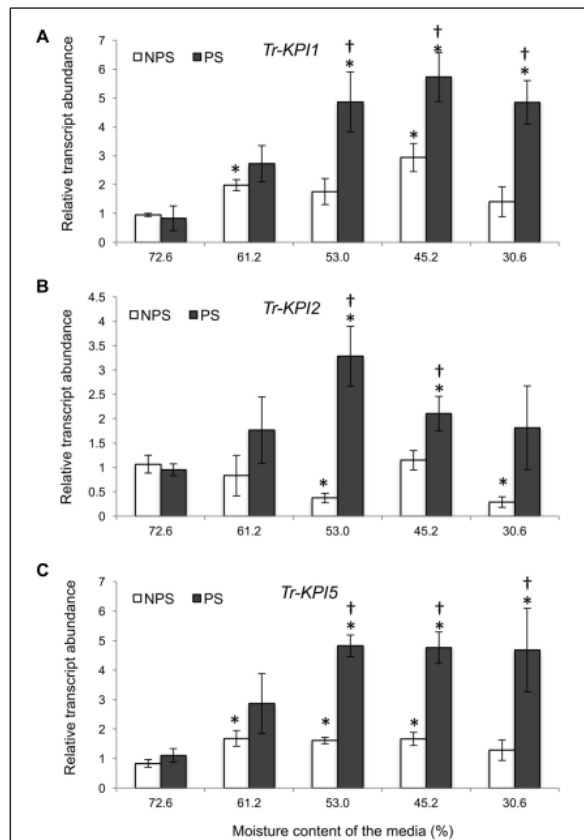 A
Tr-KPI1
NPS PS
Relative transcript abundance
7
6
5
4
3
2
1
0
* † * † * * † *
72.6 61.2 53.0 45.2 30.6
B
Tr-KPI2
NPS PS
Relative transcript abundance
4.5
4
3.5
3
2.5
2
1.5
1
0.5
0
* † * † * *
72.6 61.2 53.0 45.2 30.6
C
Tr-KPI5
NPS PS
Relative transcript abundance
7
6
5
4
3
2
1
0
* * † * * † * † *
72.6 61.2 53.0 45.2 30.6
Moisture content of the media (%)